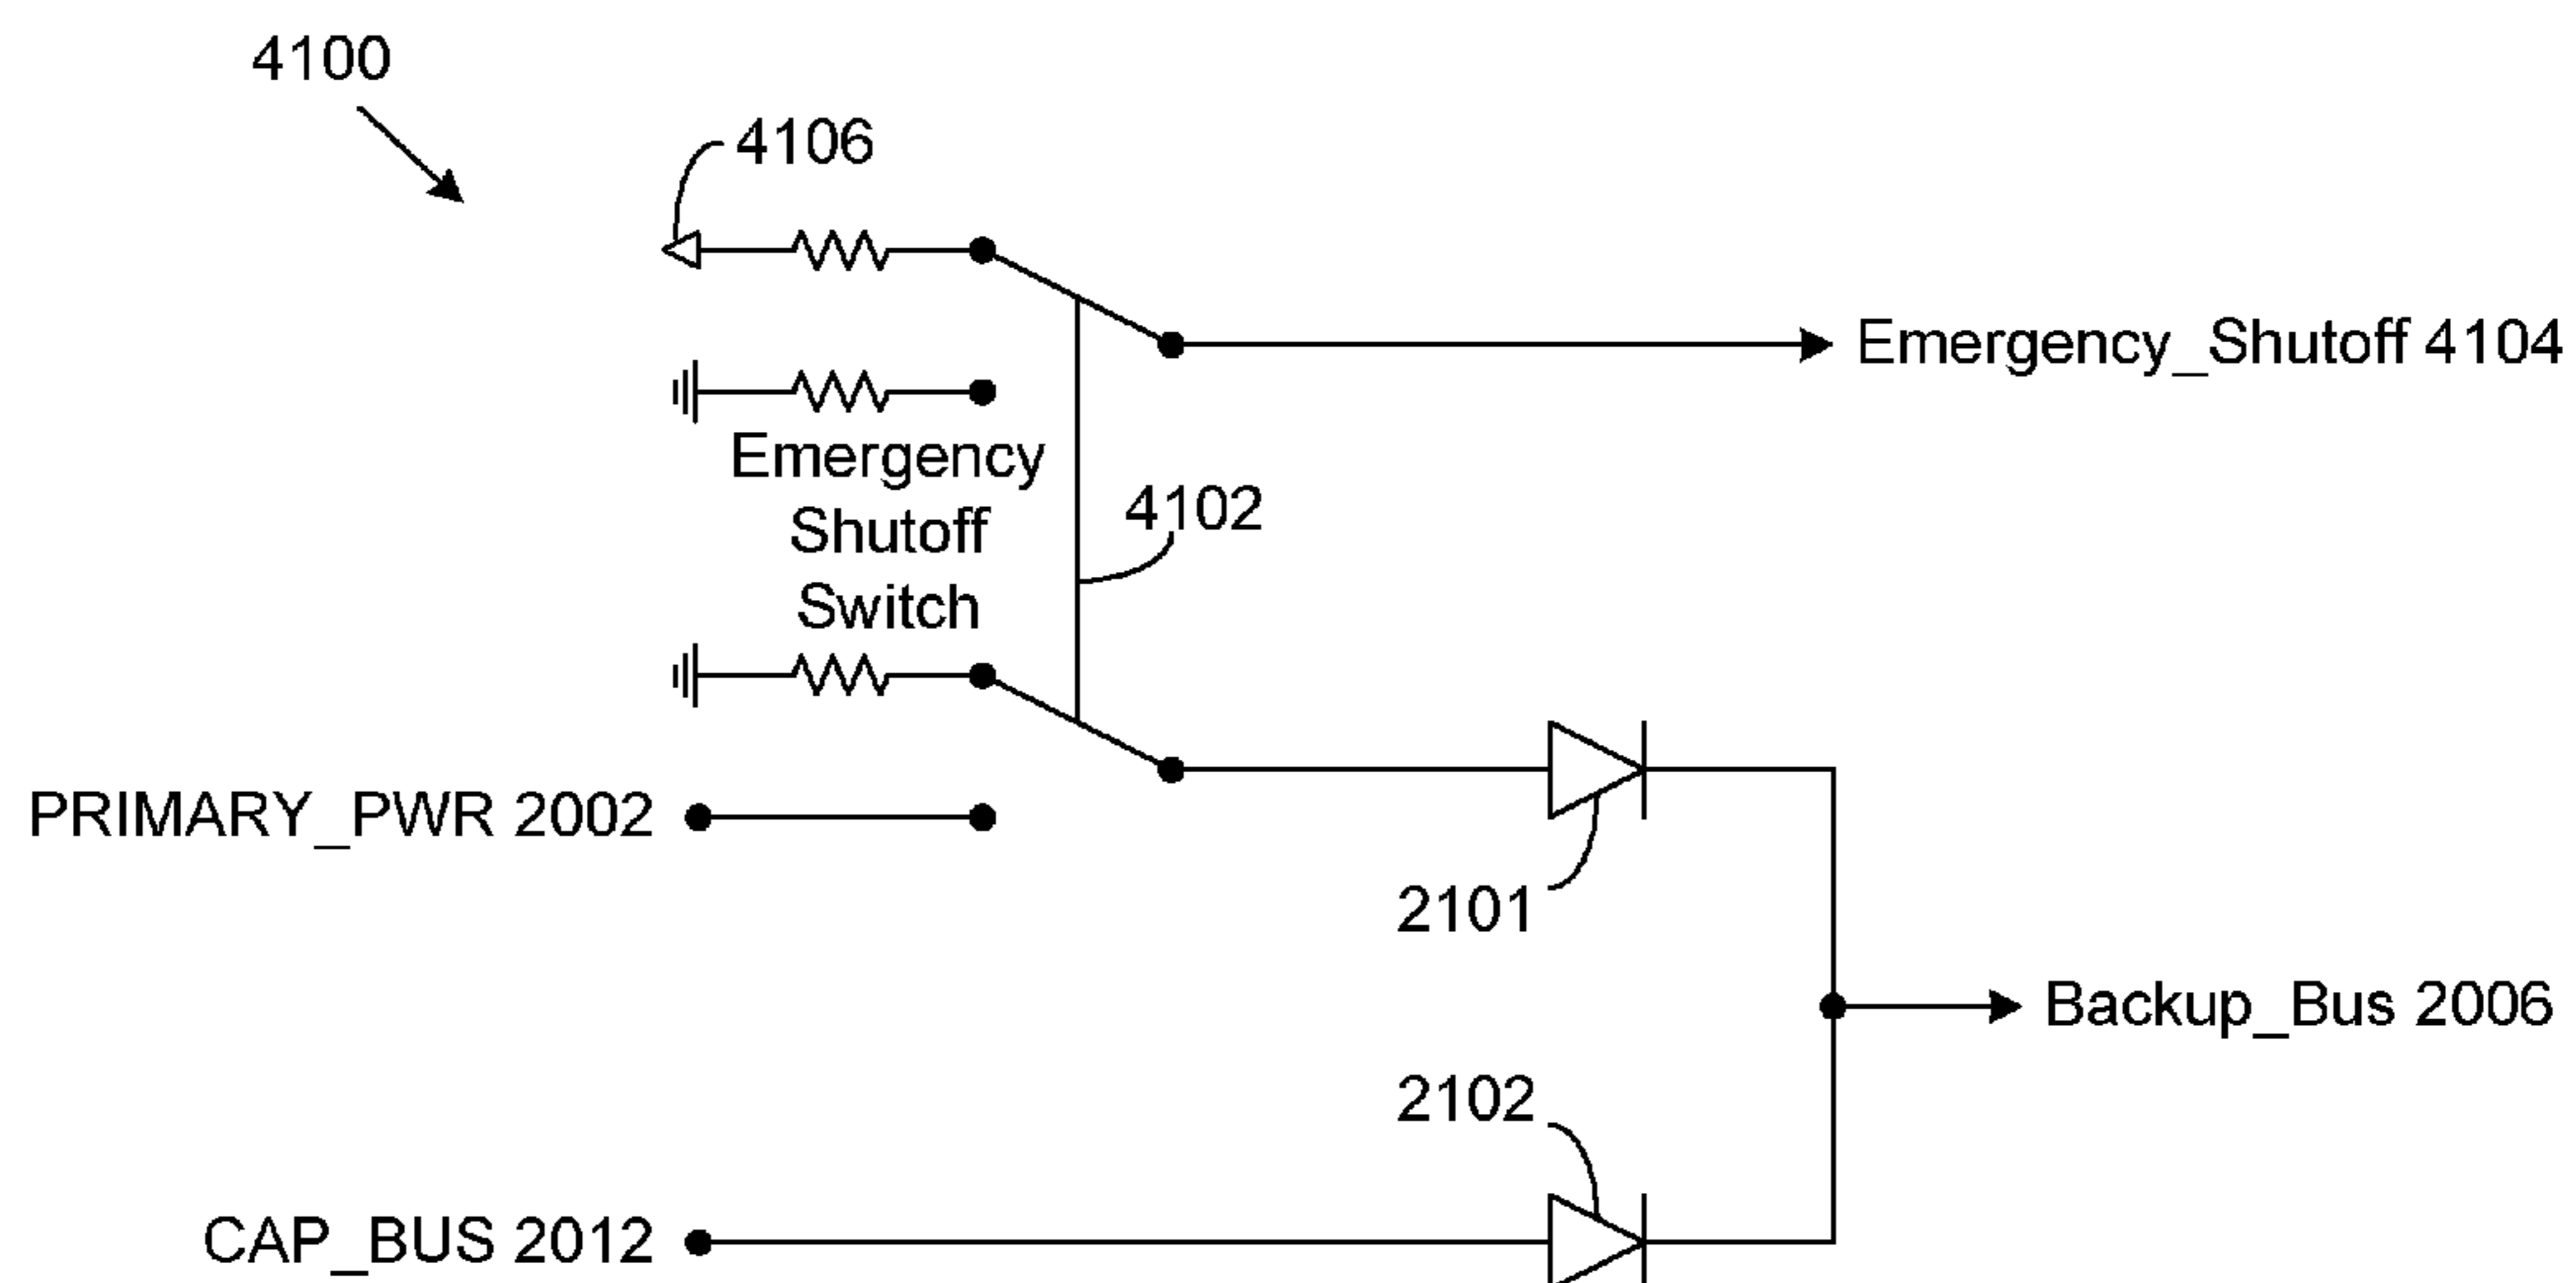 4100
4106
Emergency_Shutoff 4104
Emergency
Shutoff
Switch
4102
PRIMARY_PWR 2002
2101
Backup_Bus 2006
2102
CAP_BUS 2012